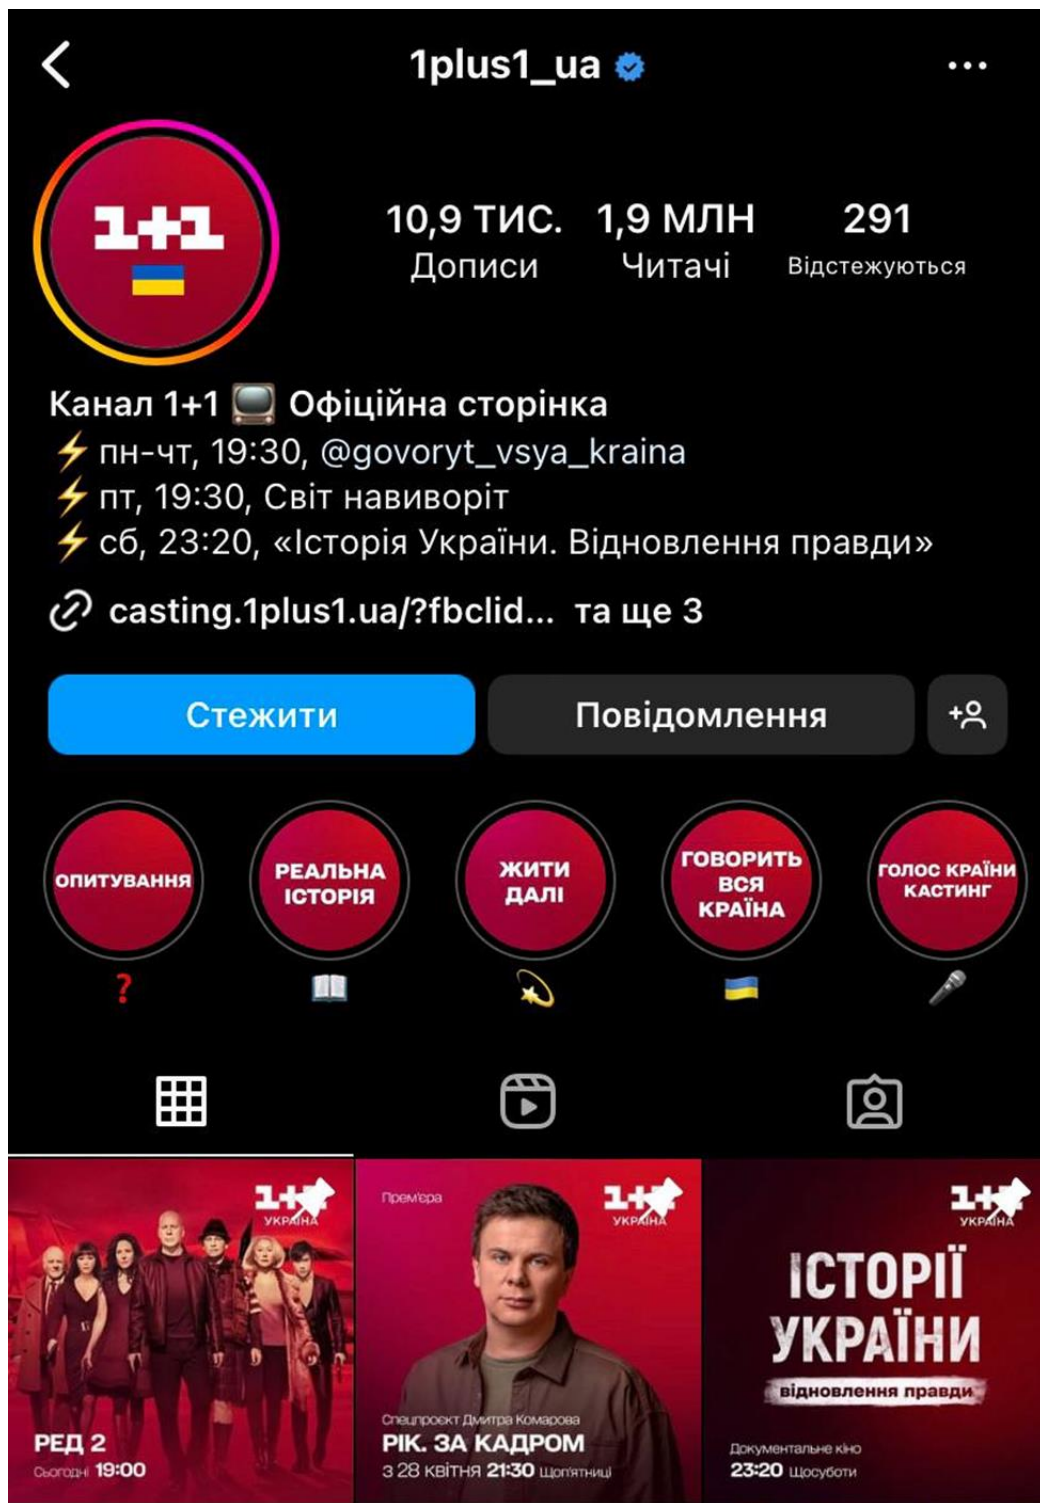 1plus1_ua
1+1
10,9 ТИС. 1,9 МЛН 291
Дописи Читачі Відстежуються
Канал 1+1 Офіційна сторінка
пн-чт, 19:30, @govoryt_vsya_kraina
пт, 19:30, Світ навиворіт
сб, 23:20, «Історія України. Відновлення правди»
casting.1plus1.ua/?fbclid... та ще 3
Стежити Повідомлення
ОПИТУВАННЯ
РЕАЛЬНА
ІСТОРІЯ
ЖИТИ
ДАЛІ
ГОВОРИТЬ
ВСЯ
КРАЇНА
ГОЛОС КРАЇНИ
КАСТИНГ
1+1
УКРАЇНА
РЕД 2
Сьогодні 19:00
Прем'єра
1+1
УКРАЇНА
Спецпроєкт Дмитра Комарова
РІК. ЗА КАДРОМ
з 28 квітня 21:30 Щоп'ятниці
1+1
УКРАЇНА
ІСТОРІЇ
УКРАЇНИ
відновлення правди
Документальне кіно
23:20 Щосуботи